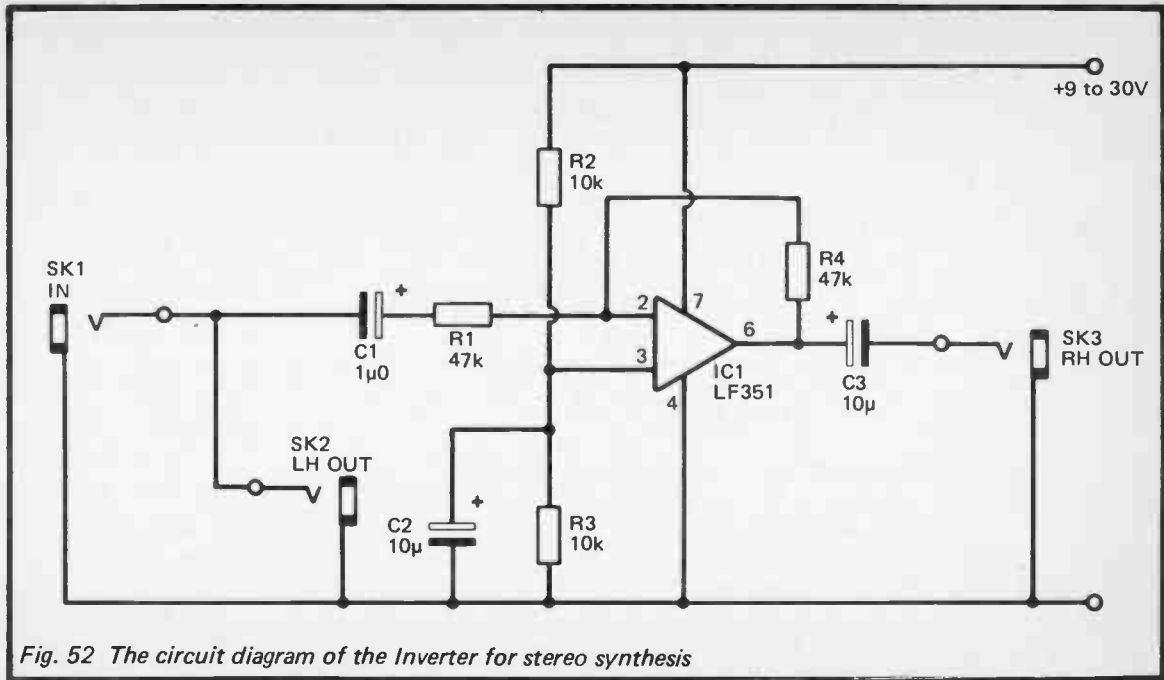 +9 to 30V
R2
10k
R4
47k
SK1
IN
+
C1
1µ0
R1
47k
2
7
3
6
4
IC1
LF351
+
C3
10µ
SK3
RH OUT
SK2
LH OUT
C2
10µ
+
R3
10k
Fig. 52 The circuit diagram of the Inverter for stereo synthesis